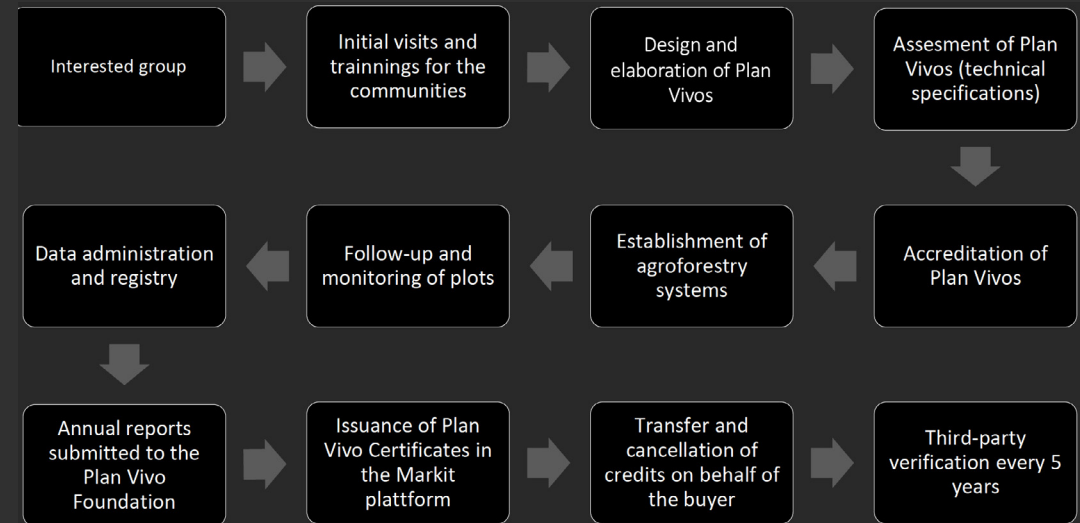 Interested group
Initial visits and
trainnings for the
communities
Design and
elaboration of Plan
Vivos
Assesment of Plan
Vivos (technical
specifications)
Accreditation of
Plan Vivos
Establishment of
agroforestry
systems
Follow-up and
monitoring of plots
Data administration
and registry
Annual reports
submitted to the
Plan Vivo
Foundation
Issuance of Plan
Vivo Certificates in
the Markit
plattform
Transfer and
cancellation of
credits on behalf of
the buyer
Third-party
verification every 5
years